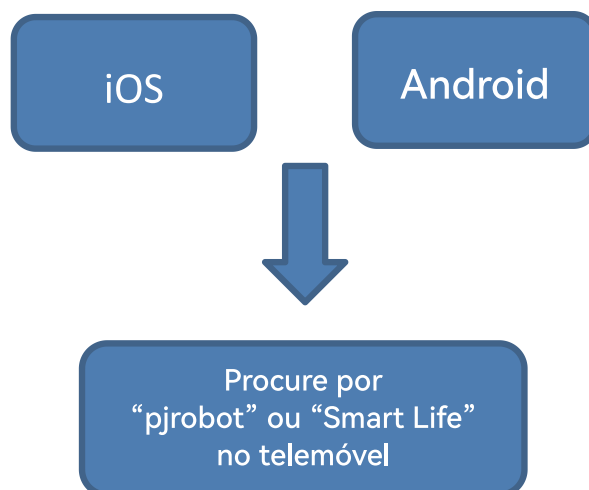 iOS
Android
Procure por
“pjrobot” ou “Smart Life”
no telemóvel